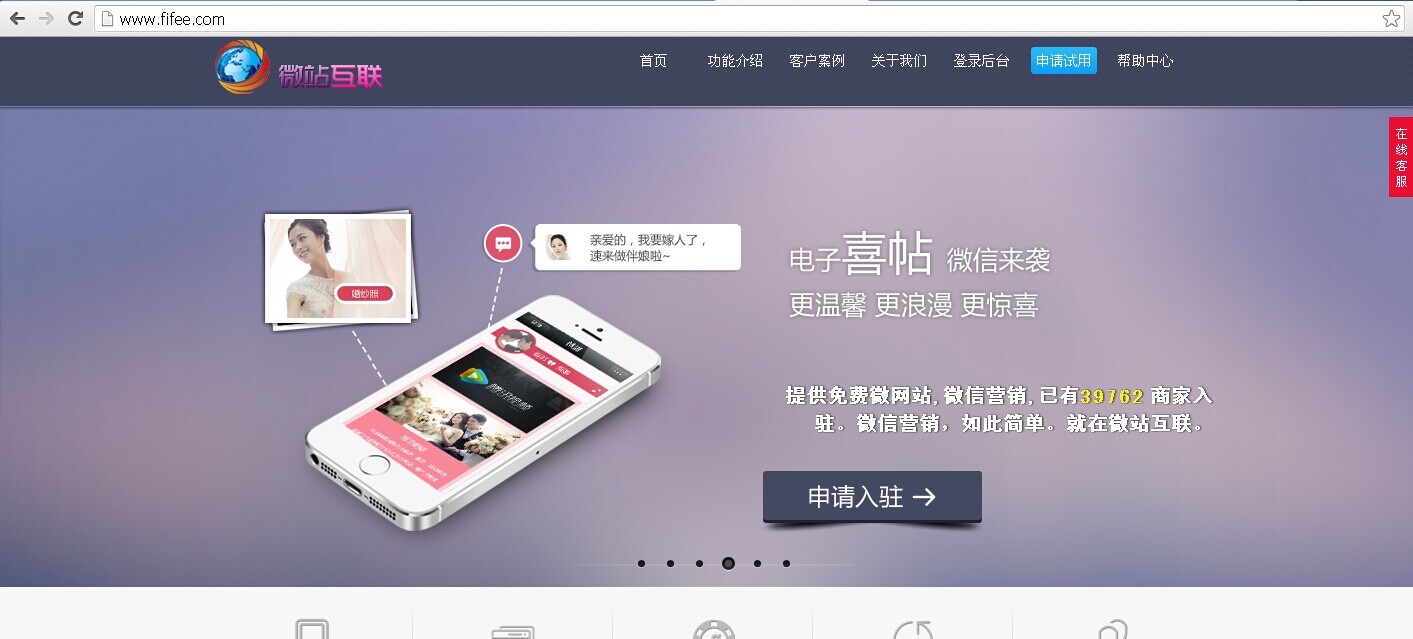 www.fifee.com
微站互联
首页 功能介绍 客户案例 关于我们 登录后台 申请试用 帮助中心
在线客服
亲爱的，我要嫁人了，
速来做伴娘啦~
婚纱照
电子喜帖 微信来袭
更温馨 更浪漫 更惊喜
提供免费微网站,微信营销,已有39762 商家入
驻。微信营销，如此简单。就在微站互联。
申请入驻